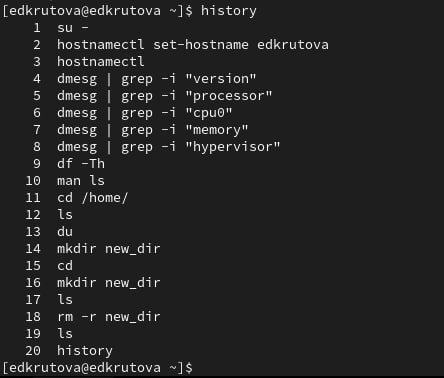 [edkrutova@edkrutova ~]$ history
1 su -
2 hostnamectl set-hostname edkrutova
3 hostnamectl
4 dmesg | grep -i "version"
5 dmesg | grep -i "processor"
6 dmesg | grep -i "cpu0"
7 dmesg | grep -i "memory"
8 dmesg | grep -i "hypervisor"
9 df -Th
10 man ls
11 cd /home/
12 ls
13 du
14 mkdir new_dir
15 cd
16 mkdir new_dir
17 ls
18 rm -r new_dir
19 ls
20 history
[edkrutova@edkrutova ~]$